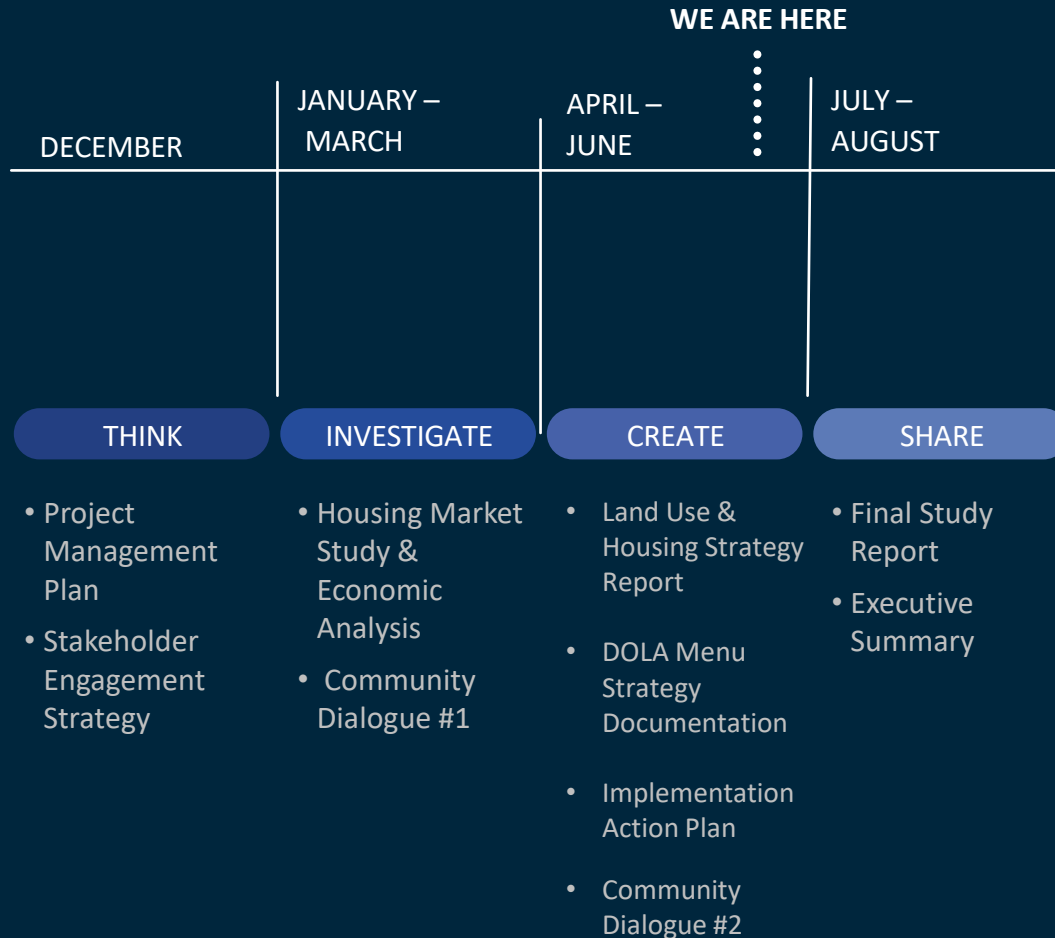 WE ARE HERE
DECEMBER
JANUARY –
MARCH
APRIL –
JUNE
JULY –
AUGUST
THINK
INVESTIGATE
CREATE
SHARE
• Project
Management
Plan
• Stakeholder
Engagement
Strategy
• Housing Market
Study &
Economic
Analysis
• Community
Dialogue #1
• Land Use &
Housing Strategy
Report
• DOLA Menu
Strategy
Documentation
• Implementation
Action Plan
• Community
Dialogue #2
• Final Study
Report
• Executive
Summary